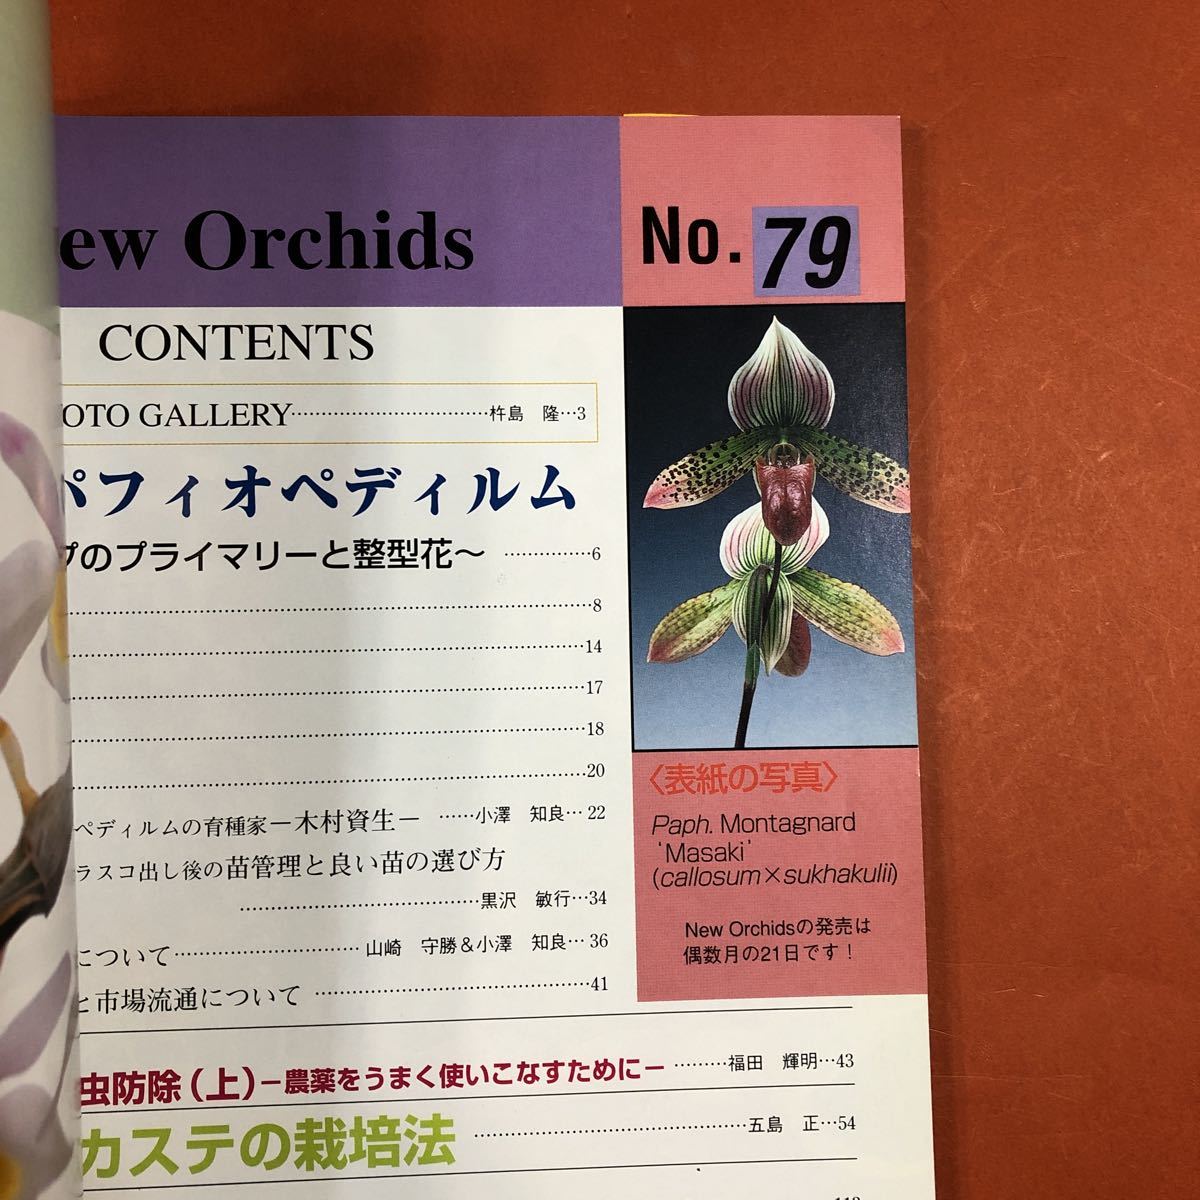 ew Orchids
No. 79
CONTENTS
OTO GALLERY……………………………杵島　隆…3
パフィオペディルム
プのプライマリーと整型花～ ……………6
……8
……14
……17
……18
……20
ペディルムの育種家－木村資生－ ……小澤　知良…22
ラスコ出し後の苗管理と良い苗の選び方
……………………………黒沢　敏行…34
について……………………山崎　守勝＆小澤　知良…36
と市場流通について ……………………………41
虫防除（上）－農薬をうまく使いこなすために－ ………福田　輝明…43
カステの栽培法 ……………………………五島　正…54
〈表紙の写真〉
Paph. Montagnard
‘Masaki’
(callosum×sukhakulii)
New Orchidsの発売は
偶数月の21日です！